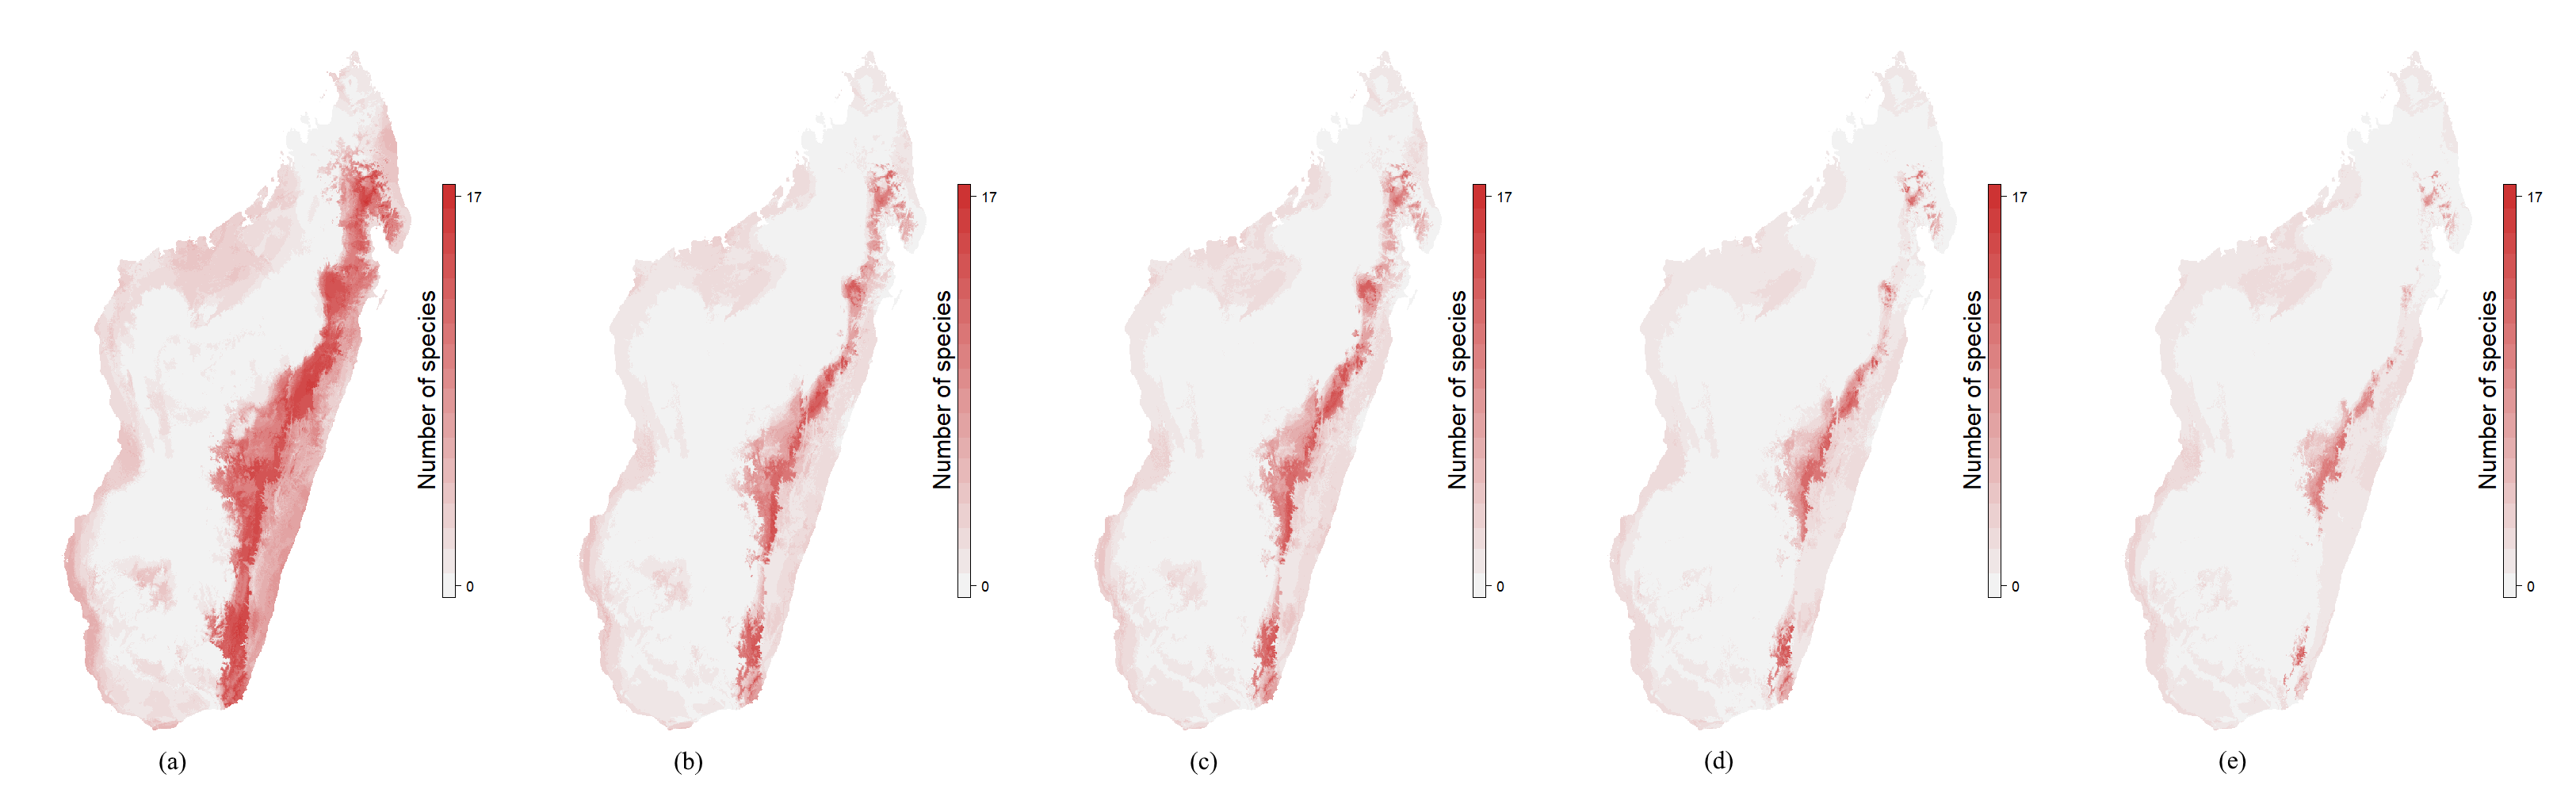 17
Number of species
0
(a)
17
Number of species
0
(b)
17
Number of species
0
(c)
17
Number of species
0
(d)
17
Number of species
0
(e)